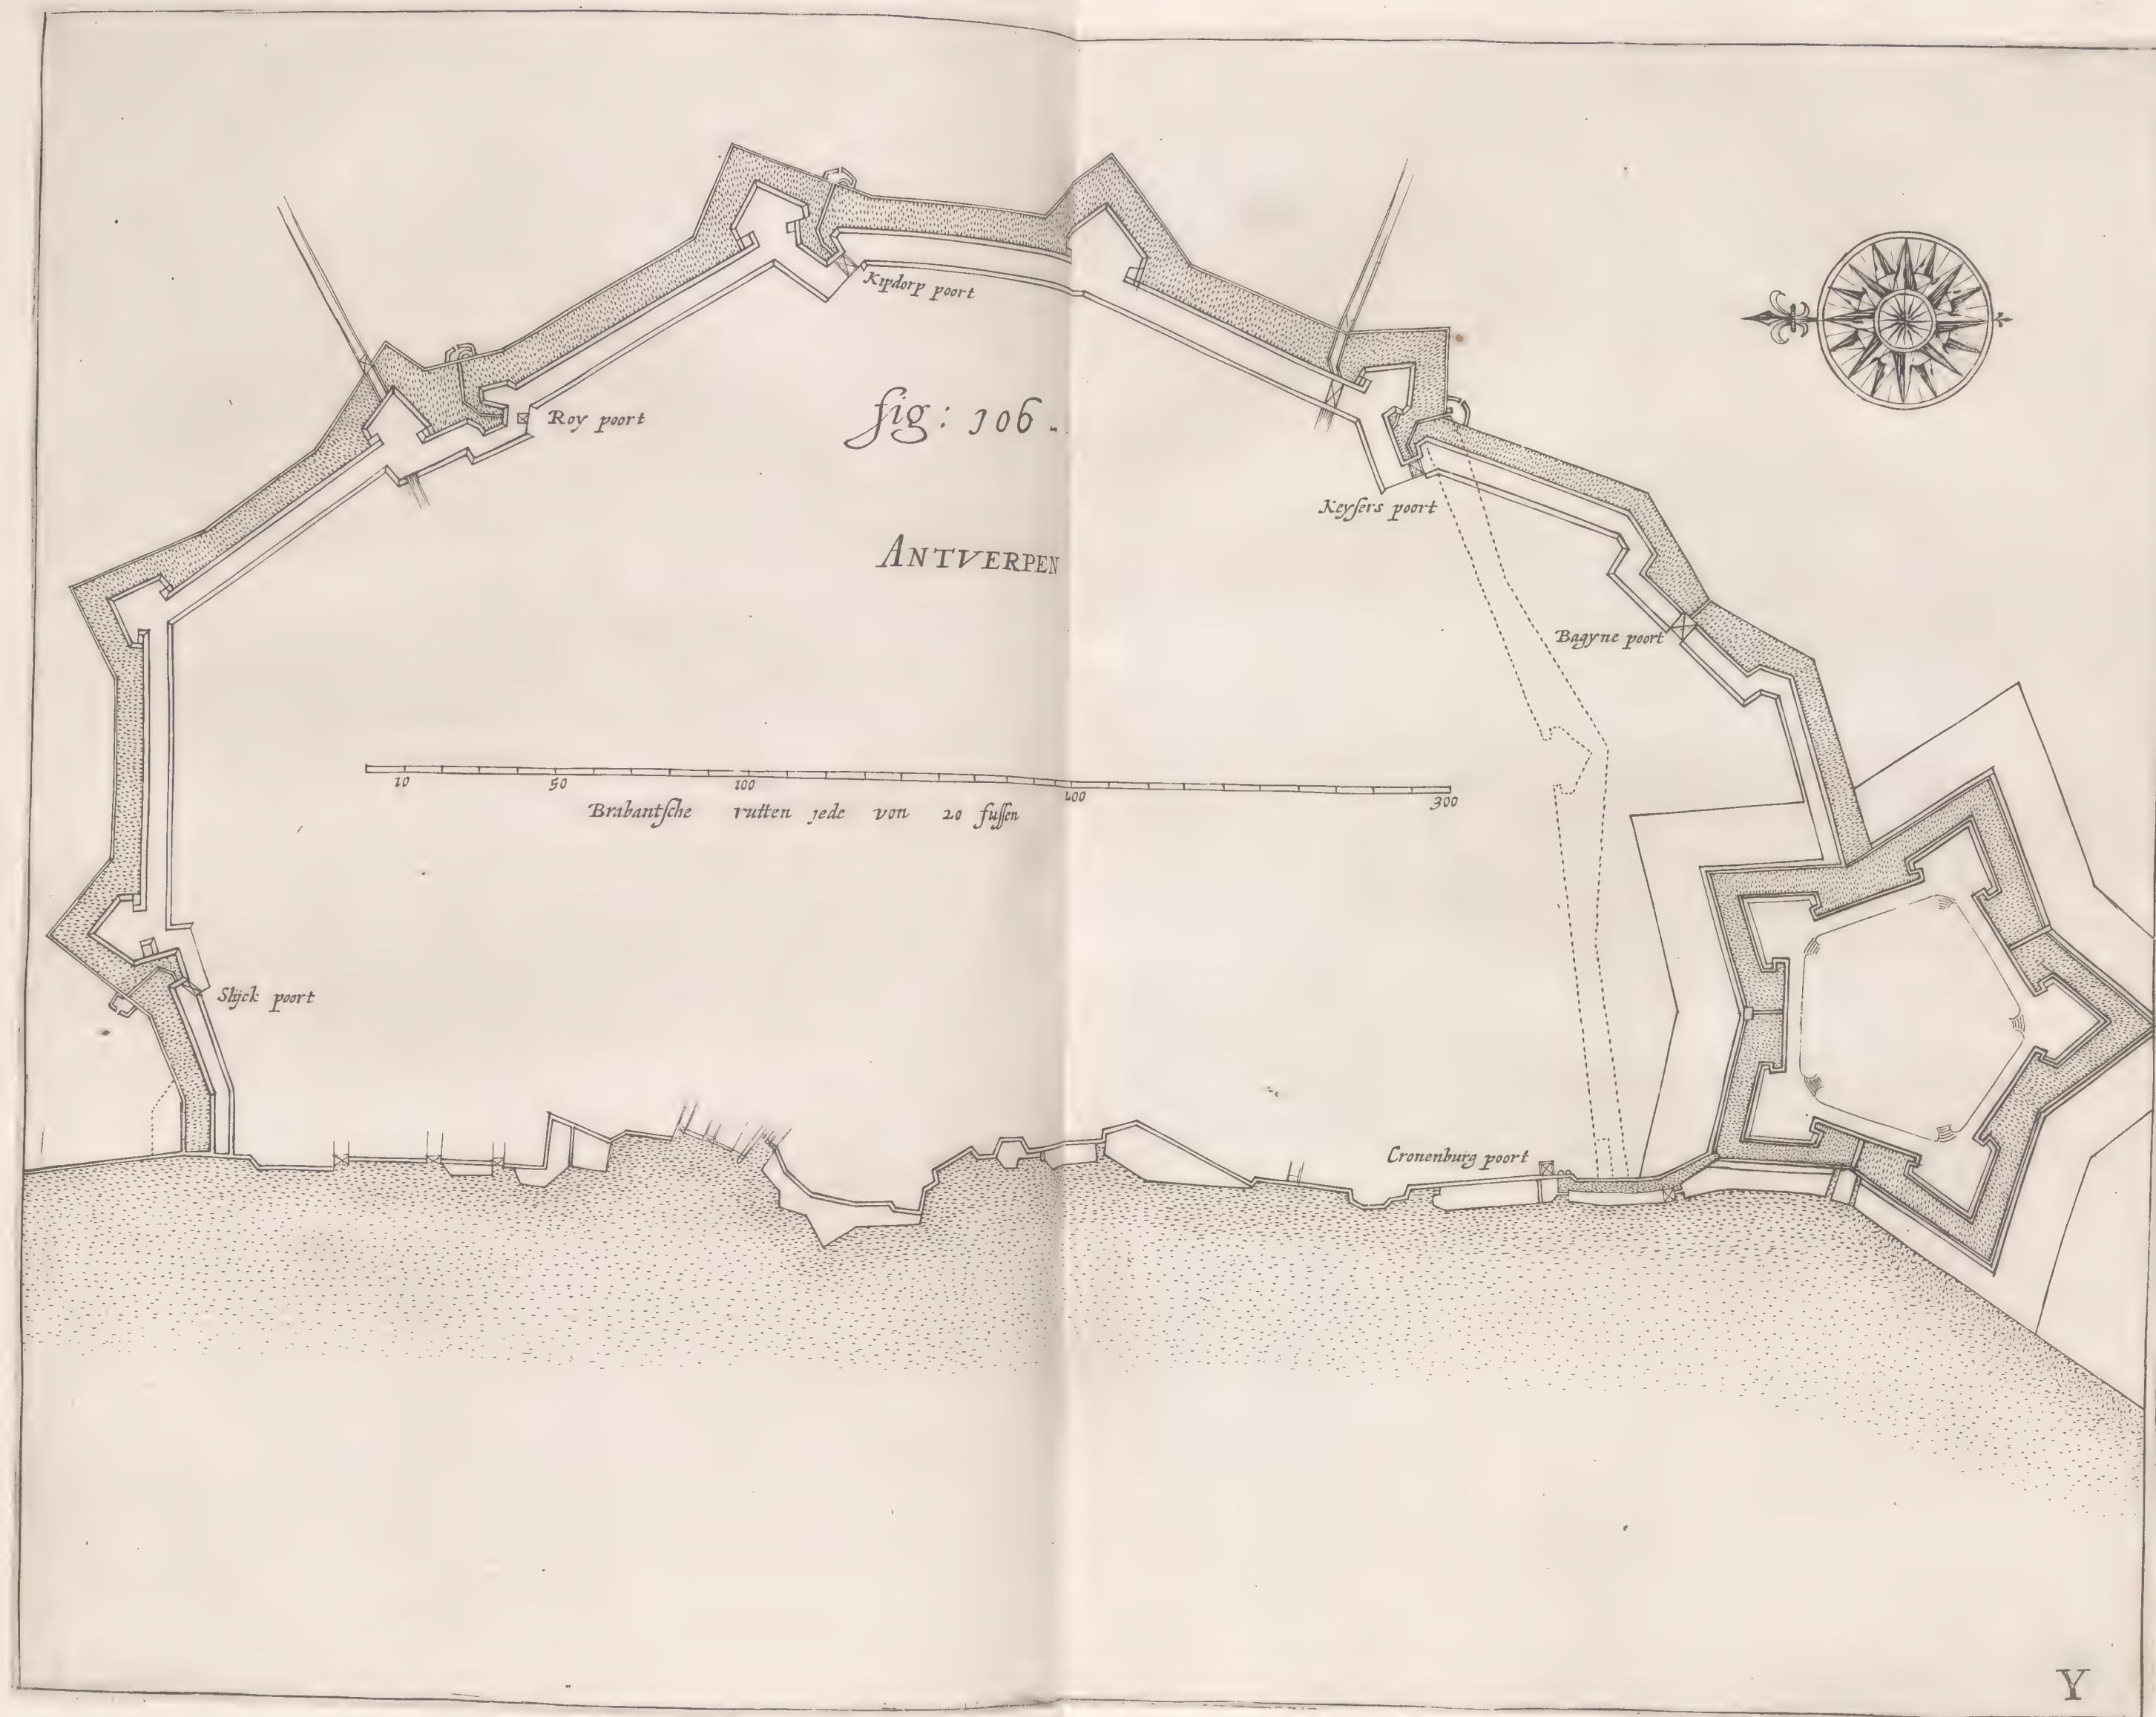 Kipdorp poort
Roy poort
fig: 106.
Keyſers poort
ANTVERPEN
Bagyne poort
10 50 100 200 300
Brabantſche rutten jede von 20 fuſſen
Slijck poort
Cronenburg poort
Y